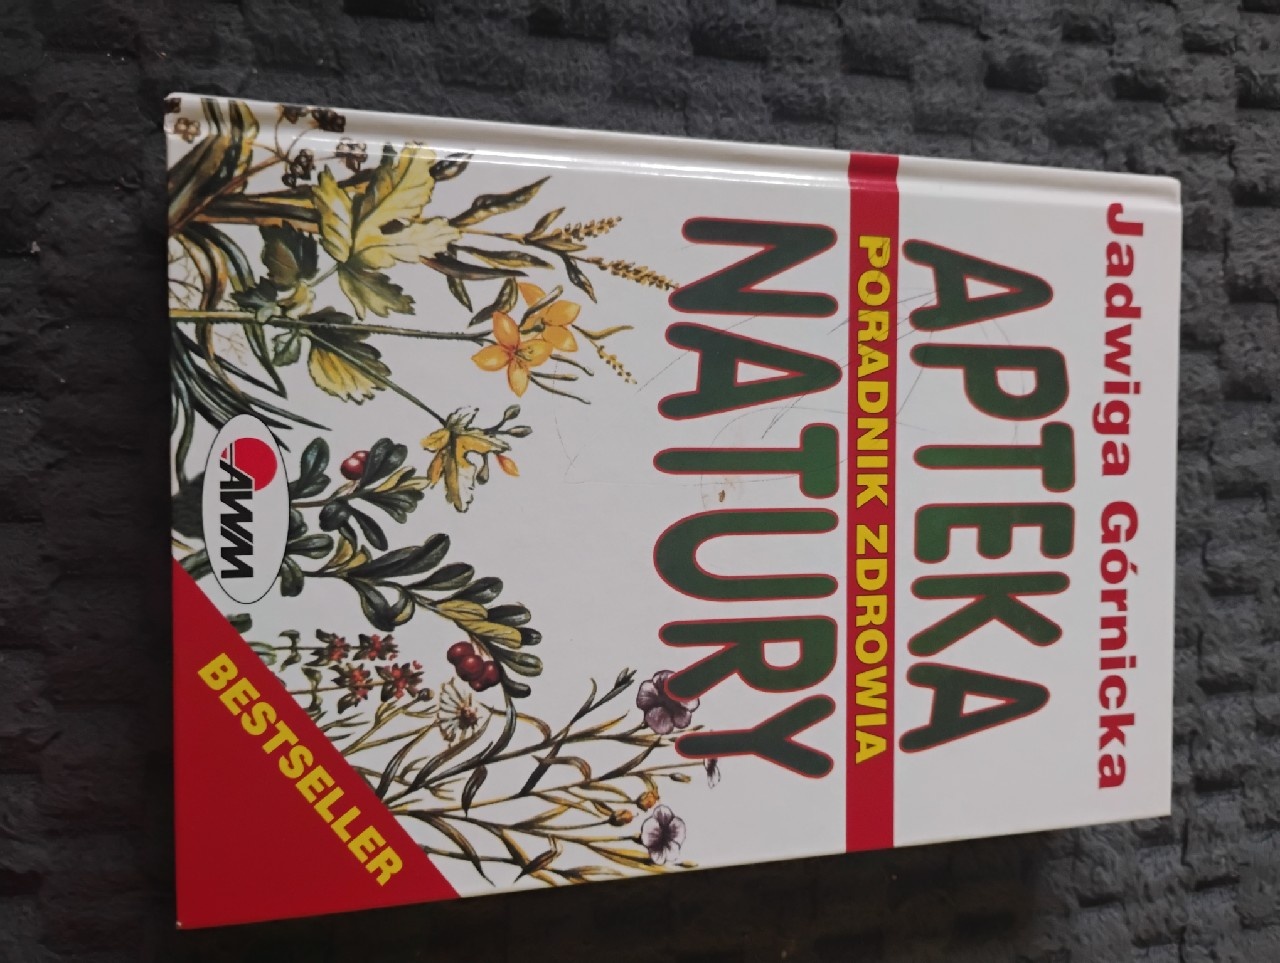 Jadwiga Górnicka
APTEKA
PORADNIK ZDROWIA
NATURY
AWM
BESTSELLER